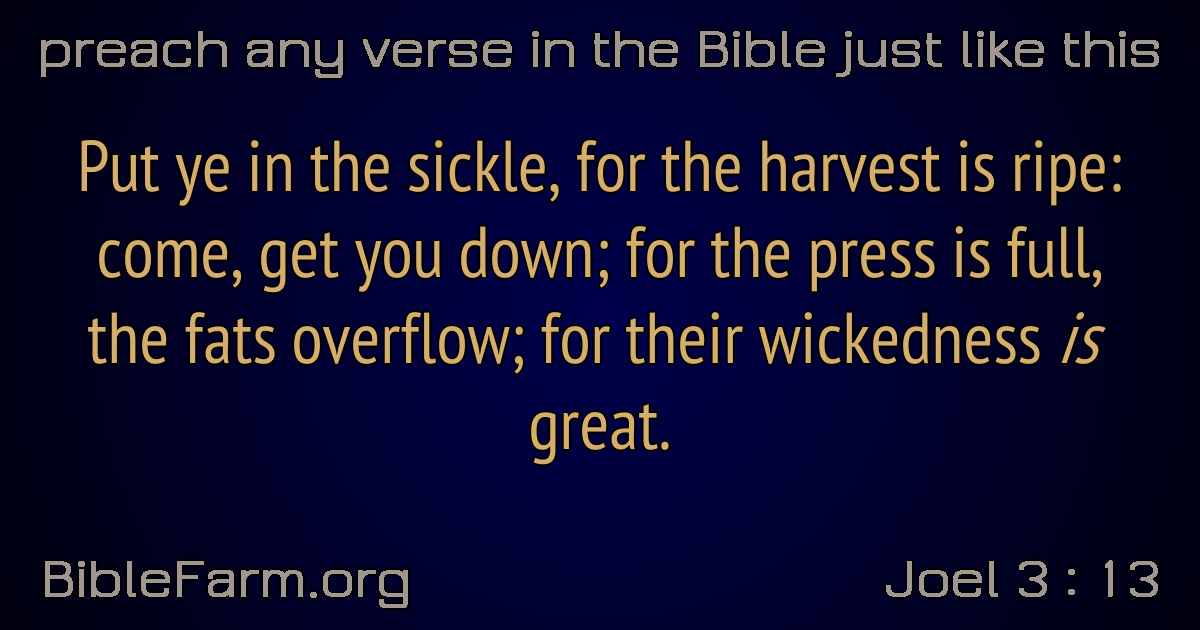 preach any verse in the Bible just like this
Put ye in the sickle, for the harvest is ripe:
come, get you down; for the press is full,
the fats overflow; for their wickedness is
great.
BibleFarm.org
Joel 3 : 13